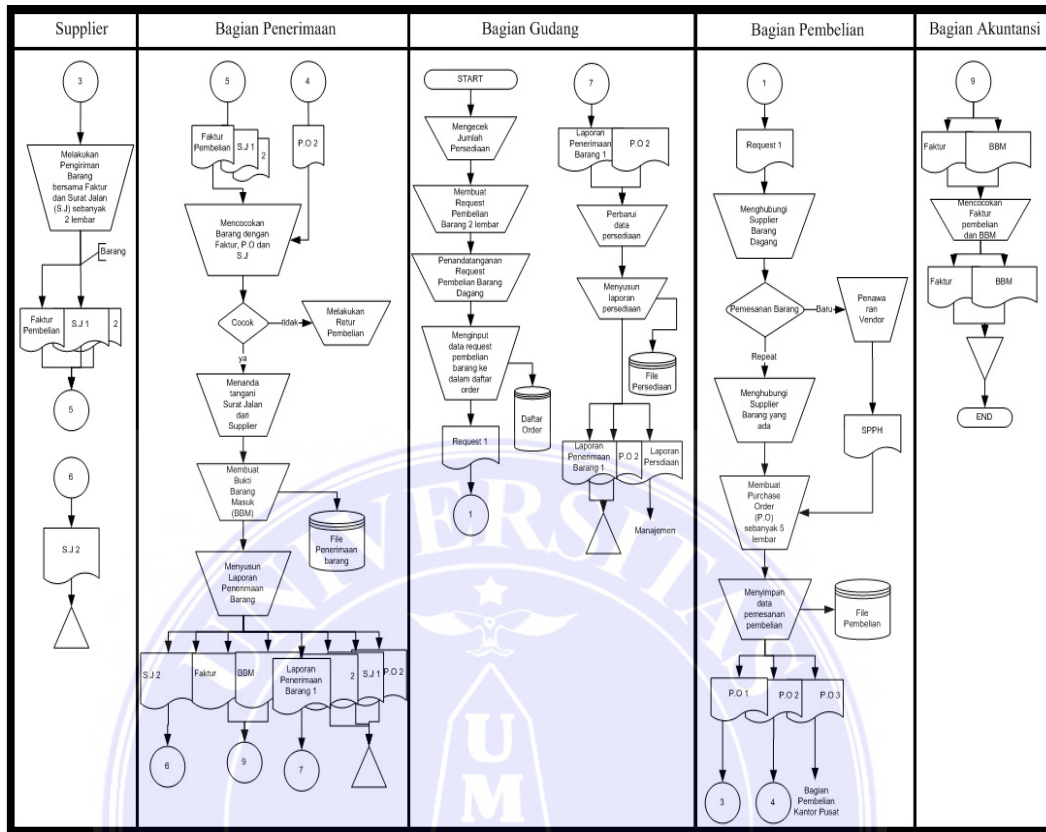 Supplier
Bagian Penerimaan
Bagian Gudang
Bagian Pembelian
Bagian Akuntansi
3
Melakukan
Pengiriman
Barang
bersama Faktur
dan Surat Jalan
(S.J) sebanyak
2 lembar
Barang
Faktur
Pembelian
S.J 1
2
5
6
S.J 2
5
4
Faktur
Pembelian
S.J 1
2
P.O 2
Mencocokan
Barang dengan
Faktur, P.O dan
S.J
Cocok
tidak
Melakukan
Retur
Pembelian
ya
Menanda
tangani
Surat Jalan
dari
Supplier
Membuat
Bukti
Barang
Masuk
(BBM)
File
Penerimaan
barang
Menyusun
Laporan
Penerimaan
Barang
S.J 2
Faktur
BBM
Laporan
Penerimaan
Barang 1
2
S.J 1
P.O 2
6
9
7
START
Mengecek
Jumlah
Persediaan
Membuat
Request
Pembelian
Barang 2 lembar
Penandatanganan
Request
Pembelian Barang
Dagang
Menginput
data request
pembelian
barang ke
dalam daftar
order
Daftar
Order
Request 1
1
7
Laporan
Penerimaan
Barang 1
P.O 2
Perbarui
data
persediaan
Menyusun
laporan
persediaan
File
Persediaan
Laporan
Penerimaan
Barang 1
P.O 2
Laporan
Persdiaan
Manajemen
1
Request 1
Menghubungi
Supplier
Barang
Dagang
Pemesanan Barang
Baru
Penawa
ran
Vendor
Repeat
Menghubungi
Supplier
Barang yang
ada
SPPH
Membuat
Purchase
Order
(P.O)
sebanyak 5
lembar
Menyimpan
data
pemesanan
pembelian
File
Pembelian
P.O 1
P.O 2
P.O 3
3
4
Bagian
Pembelian
Kantor Pusat
9
Faktur
BBM
Mencocokan
Faktur
pembelian
dan BBM
Faktur
BBM
END
UNIVERSITAS
U
M